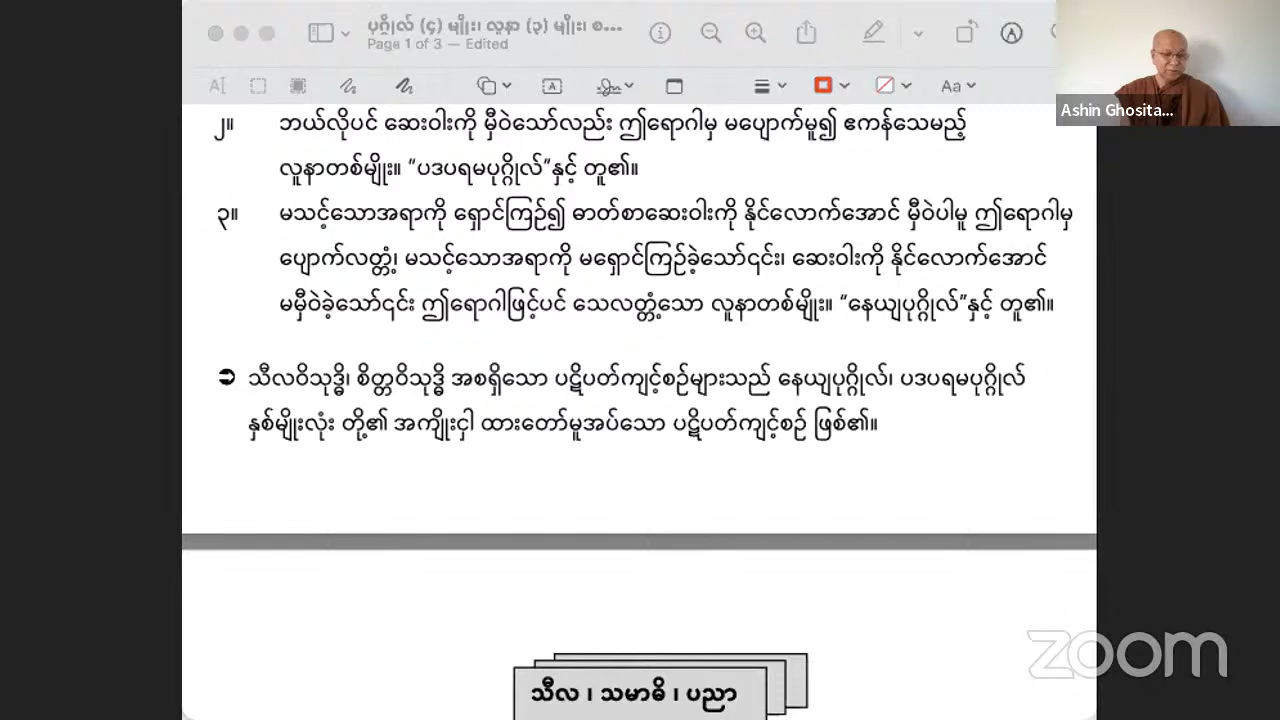 ပုဂ္ဂိုလ် (၄) မျိုး၊ လူနာ (၃) မျိုး၊ စ...
Page 1 of 3 — Edited
Aa
Ashin Ghosita...
၂။ ဘယ်လိုပင် ဆေးဝါးကို မှီဝဲသော်လည်း ဤရောဂါမှ မပျောက်မူ၍ ဧကန်သေမည့်
လူနာတစ်မျိုး။ “ပဒပရမပုဂ္ဂိုလ်”နှင့် တူ၏။
၃။ မသင့်သောအရာကို ရှောင်ကြဉ်၍ ဓာတ်စာဆေးဝါးကို နိုင်လောက်အောင် မှီဝဲပါမူ ဤရောဂါမှ
ပျောက်လတ္တံ့၊ မသင့်သောအရာကို မရှောင်ကြဉ်ခဲ့သော်၎င်း၊ ဆေးဝါးကို နိုင်လောက်အောင်
မမှီဝဲခဲ့သော်၎င်း ဤရောဂါဖြင့်ပင် သေလတ္တံ့သော လူနာတစ်မျိုး။ “နေယျပုဂ္ဂိုလ်”နှင့် တူ၏။
➲ သီလဝိသုဒ္ဓိ၊ စိတ္တဝိသုဒ္ဓိ အစရှိသော ပဋိပတ်ကျင့်စဉ်များသည် နေယျပုဂ္ဂိုလ်၊ ပဒပရမပုဂ္ဂိုလ်
နှစ်မျိုးလုံး တို့၏ အကျိုးငှါ ထားတော်မူအပ်သော ပဋိပတ်ကျင့်စဉ် ဖြစ်၏။
သီလ ၊ သမာဓိ ၊ ပညာ
zoom